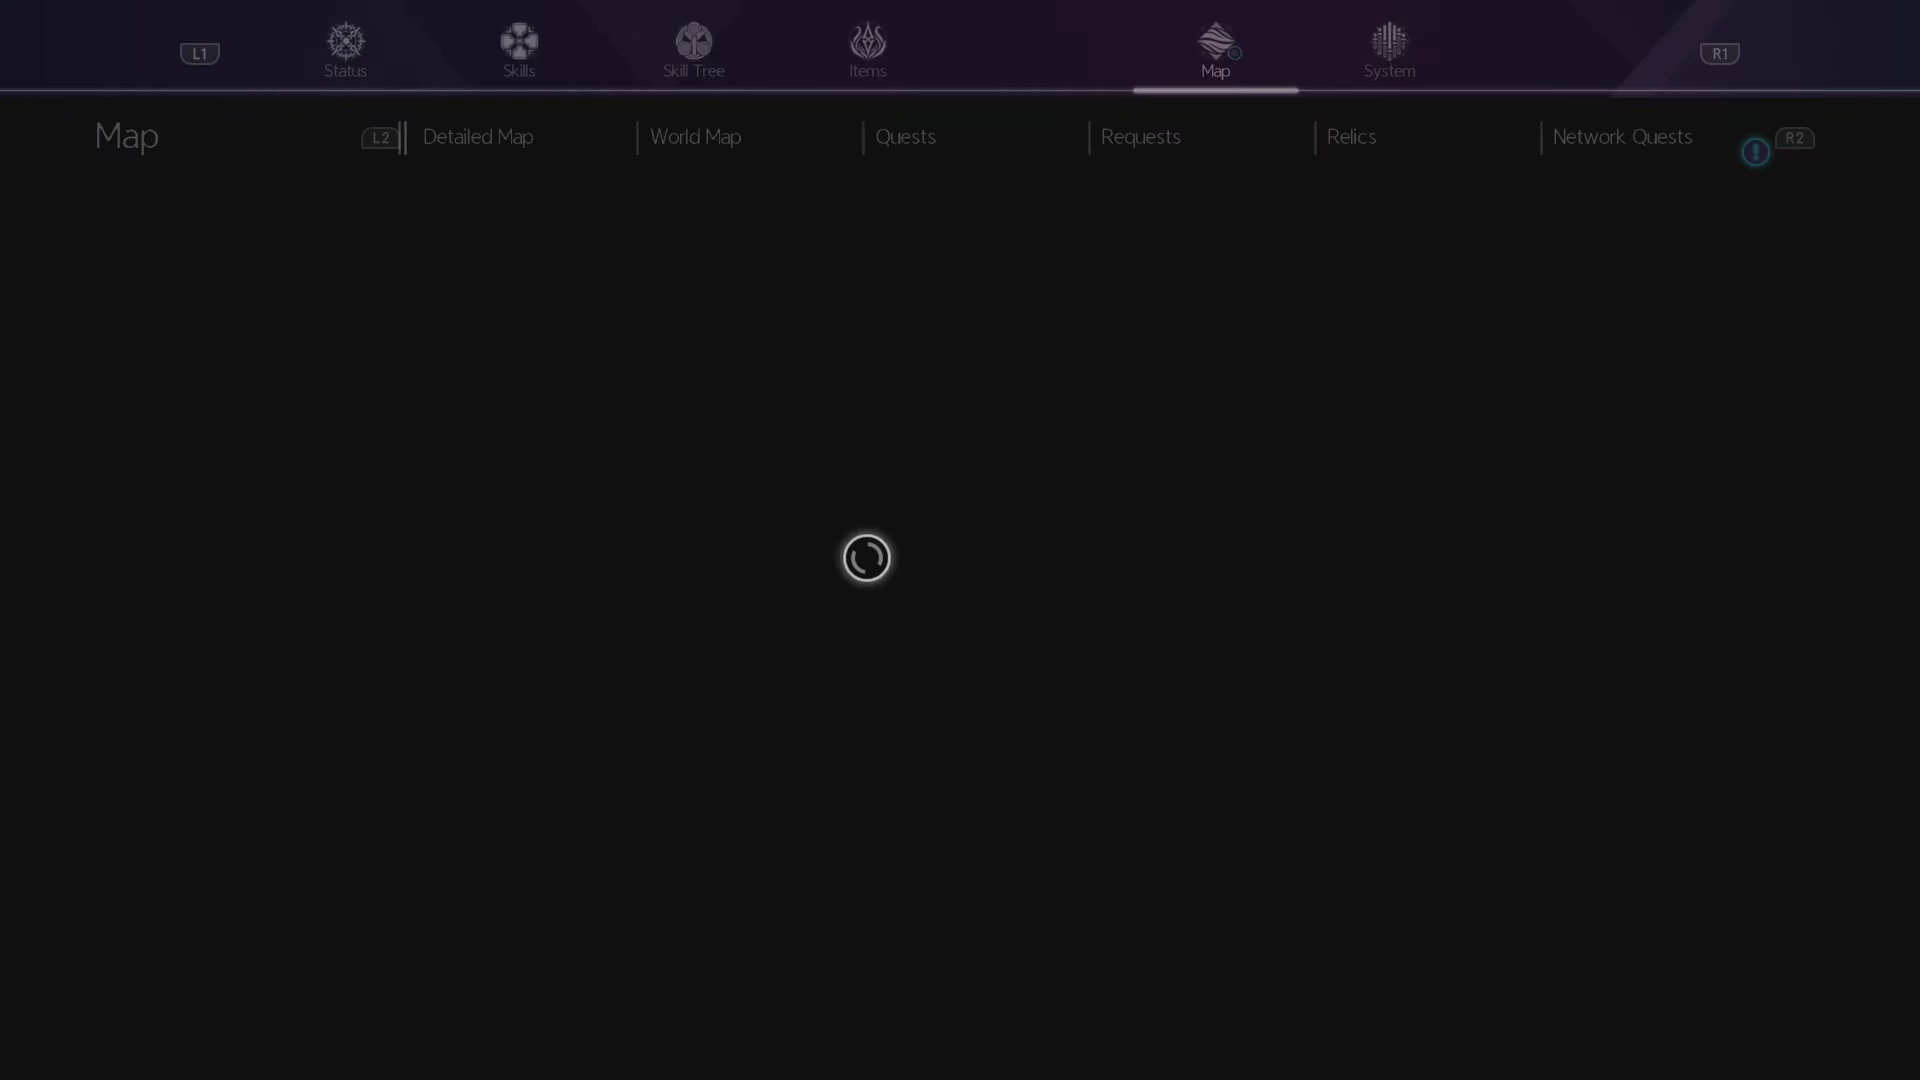 L1
Status
Skills
Skill Tree
Items
Map
System
R1
Map
L2
Detailed Map
World Map
Quests
Requests
Relics
Network Quests
R2